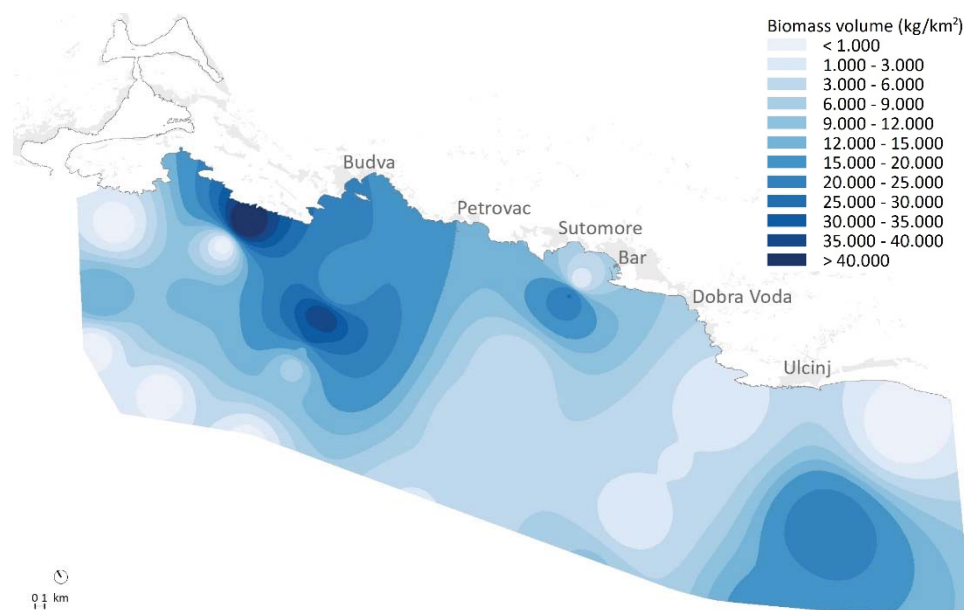 Biomass volume (kg/km²)
< 1.000
1.000 - 3.000
3.000 - 6.000
6.000 - 9.000
9.000 - 12.000
12.000 - 15.000
15.000 - 20.000
20.000 - 25.000
25.000 - 30.000
30.000 - 35.000
35.000 - 40.000
> 40.000
Budva
Petrovac
Sutomore
Bar
Dobra Voda
Ulcinj
0 1 km